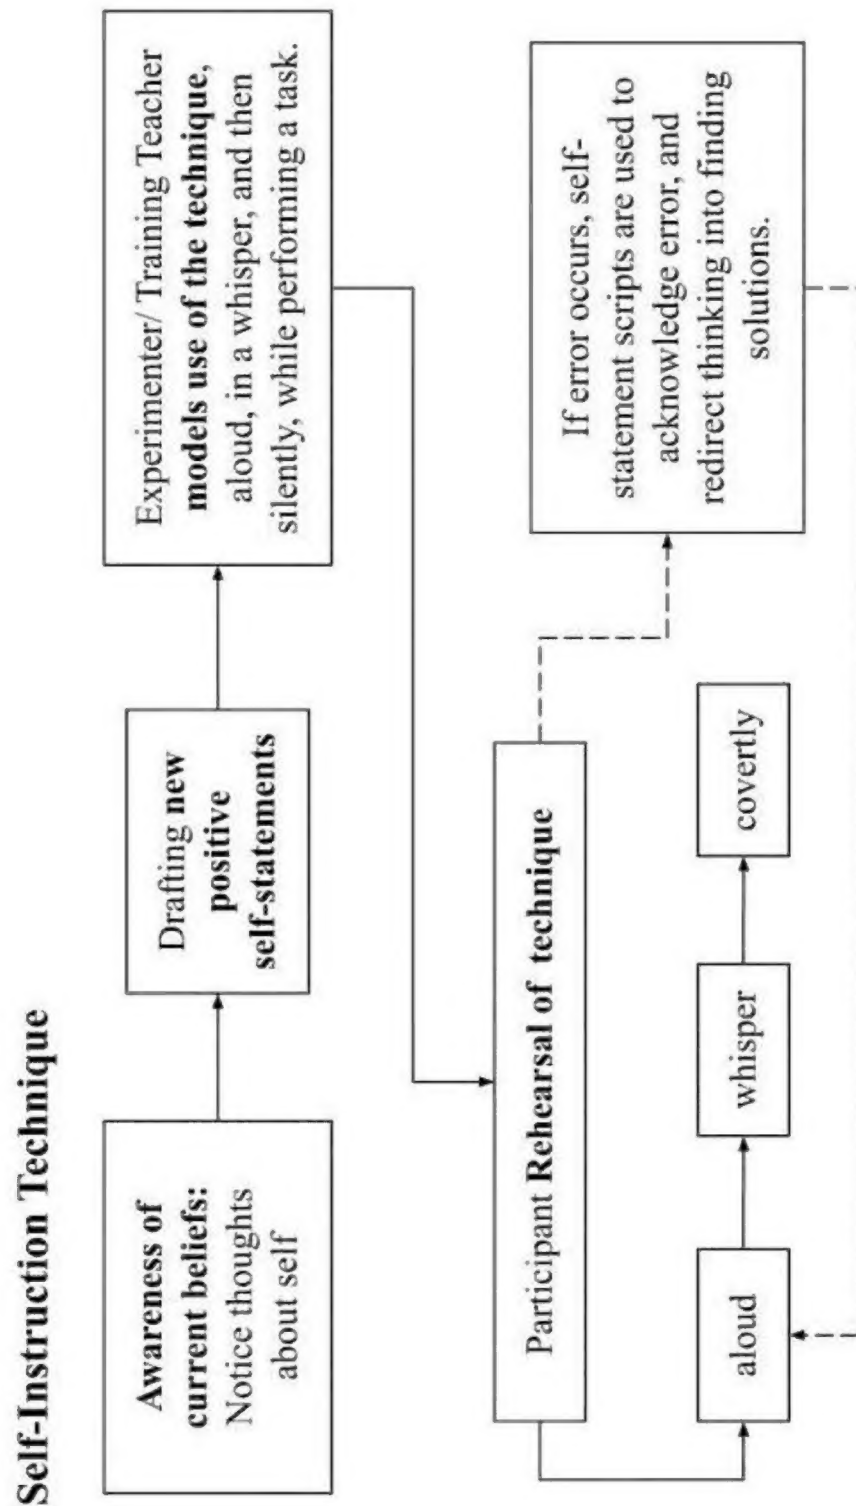 Self-Instruction Technique
Awareness of
current beliefs:
Notice thoughts
about self
Drafting new
positive
self-statements
Experimenter/ Training Teacher
models use of the technique,
aloud, in a whisper, and then
silently, while performing a task.
Participant Rehearsal of technique
aloud
whisper
covertly
If error occurs, self-
statement scripts are used to
acknowledge error, and
redirect thinking into finding
solutions.